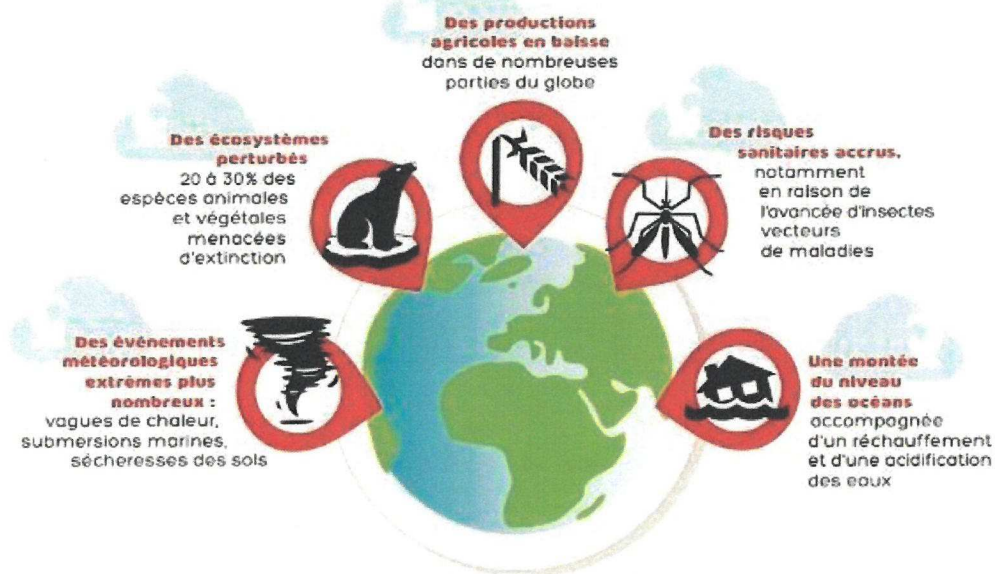 Des événements
météorologiques
extrêmes plus
nombreux :
vagues de chaleur,
submersions marines,
sécheresses des sols
Des écosystèmes
perturbés
20 à 30% des
espèces animales
et végétales
menacées
d'extinction
Des productions
agricoles en baisse
dans de nombreuses
parties du globe
Des risques
sanitaires accrus,
notamment
en raison de
l'avancée d'insectes
vecteurs
de maladies
Une montée
du niveau
des océans
accompagnée
d'un réchauffement
et d'une acidification
des eaux